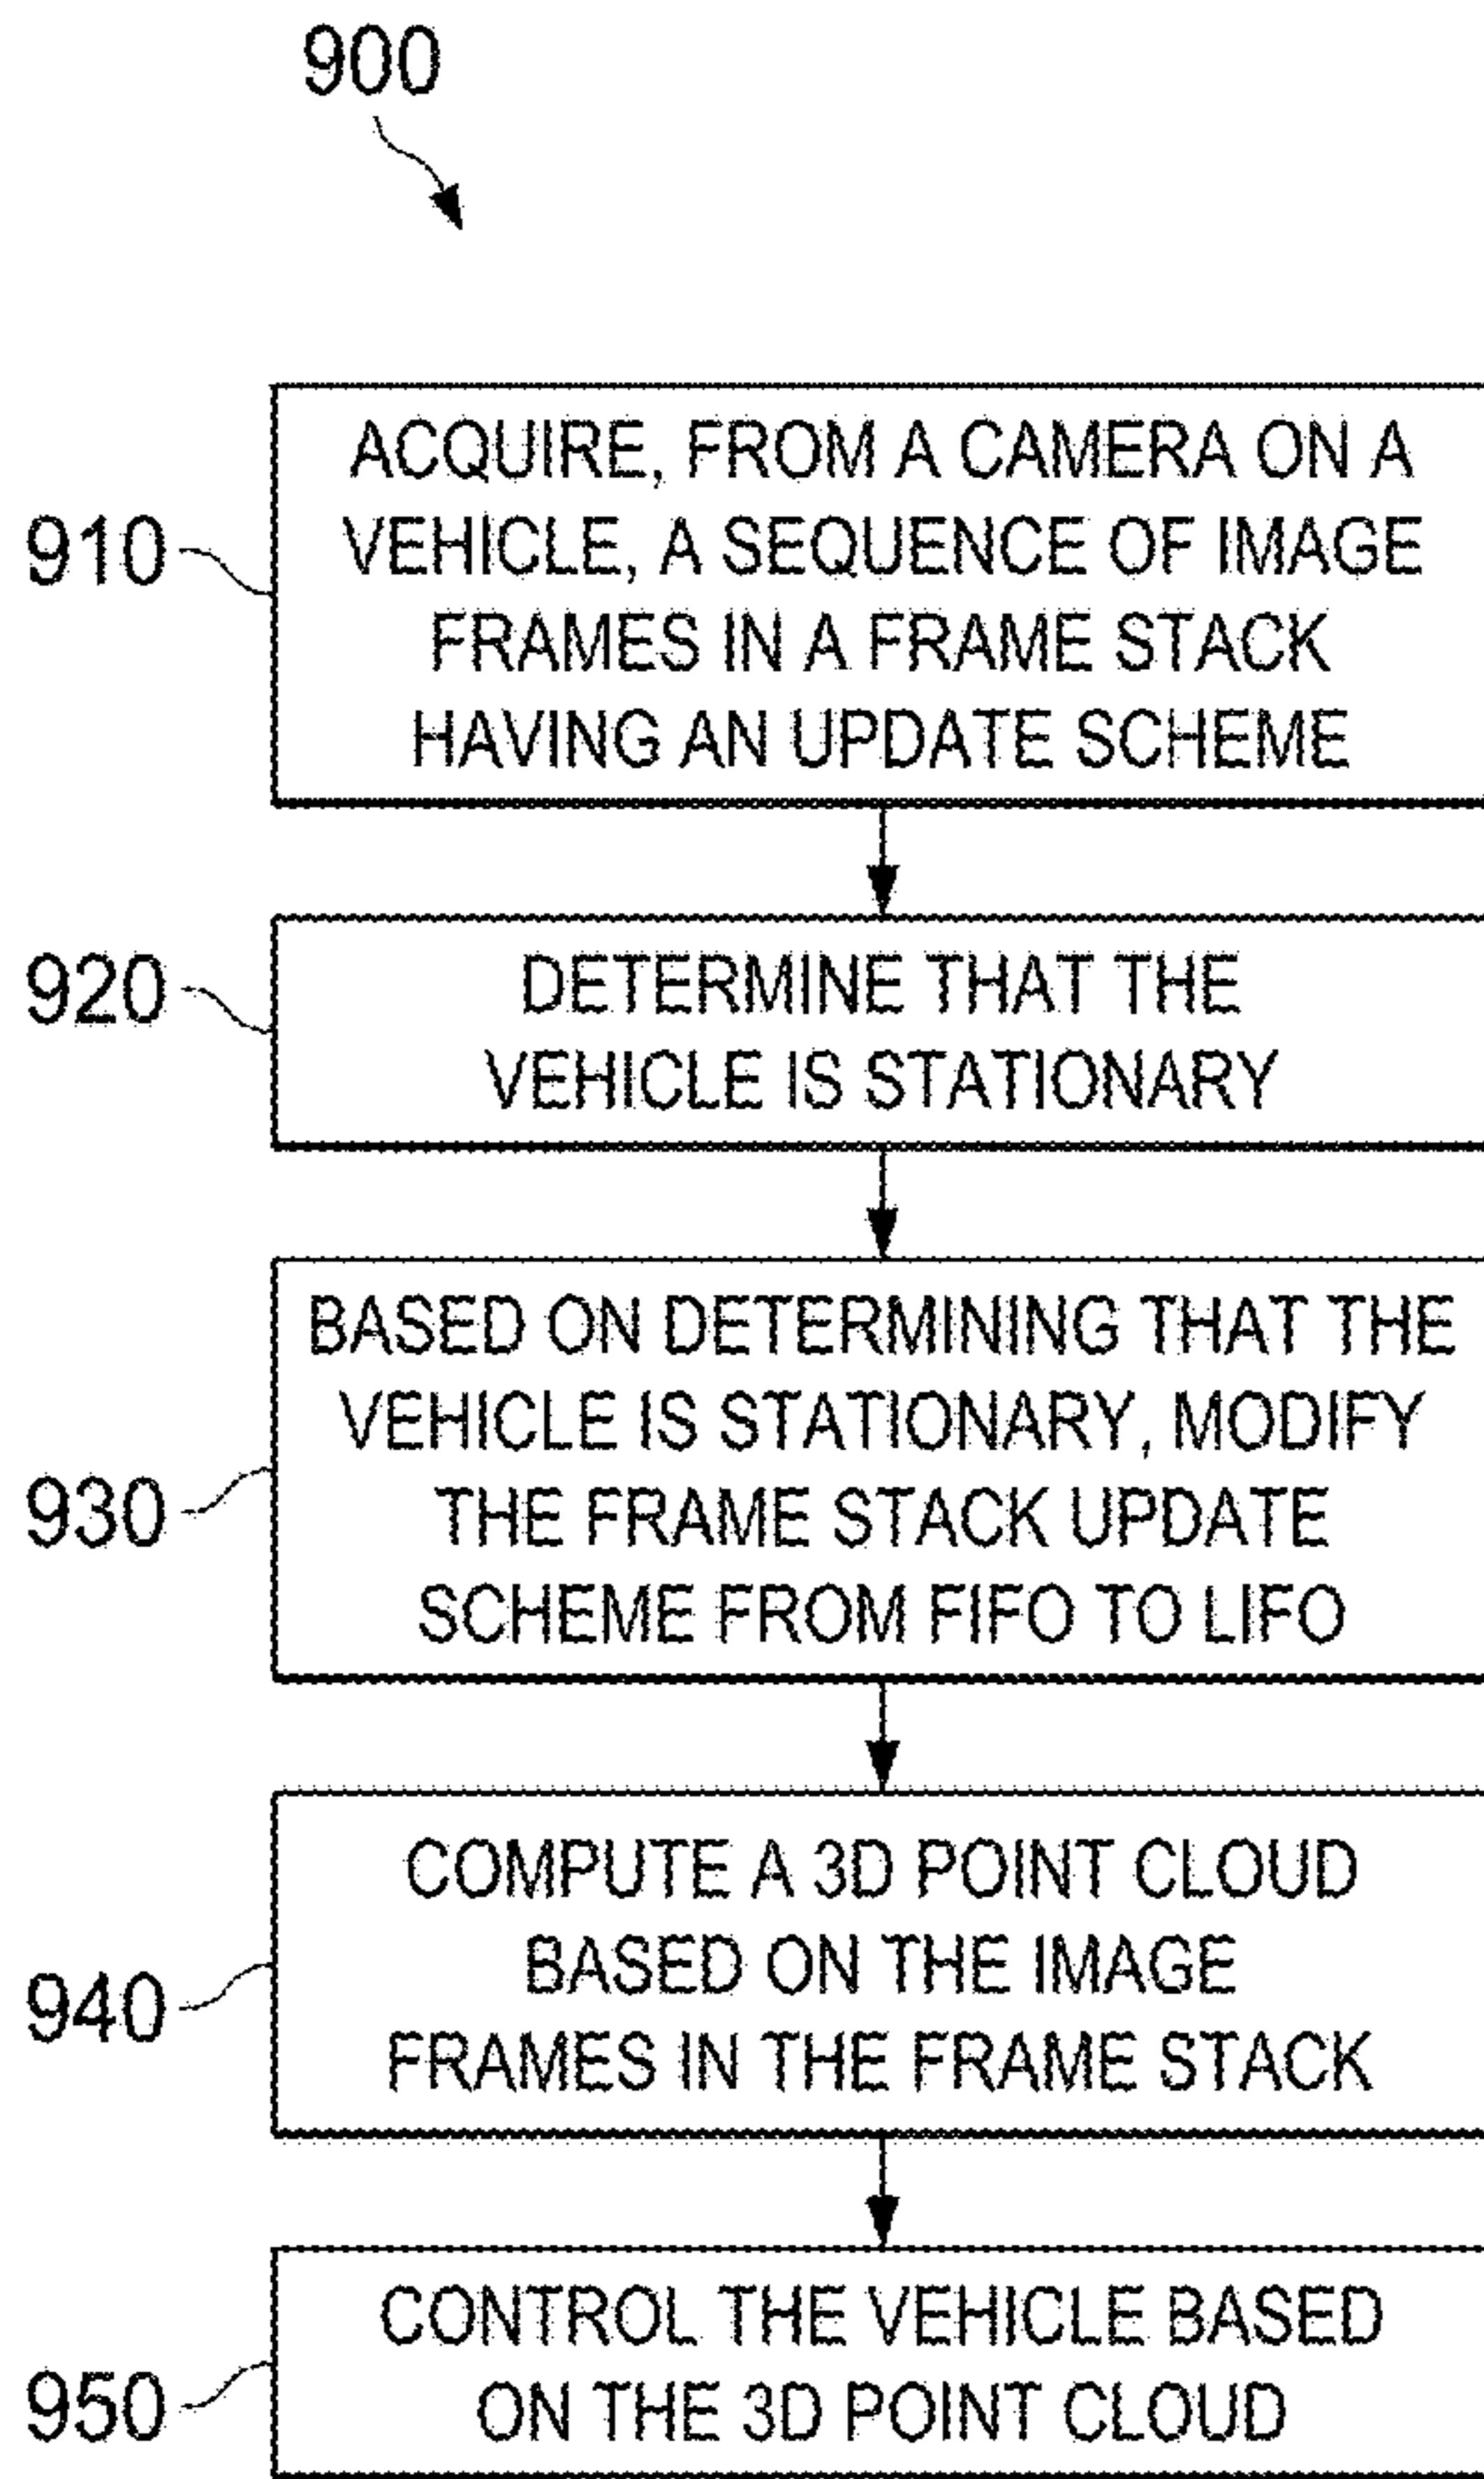 900
910
ACQUIRE, FROM A CAMERA ON A
VEHICLE, A SEQUENCE OF IMAGE
FRAMES IN A FRAME STACK
HAVING AN UPDATE SCHEME
920
DETERMINE THAT THE
VEHICLE IS STATIONARY
930
BASED ON DETERMINING THAT THE
VEHICLE IS STATIONARY, MODIFY
THE FRAME STACK UPDATE
SCHEME FROM FIFO TO LIFO
940
COMPUTE A 3D POINT CLOUD
BASED ON THE IMAGE
FRAMES IN THE FRAME STACK
950
CONTROL THE VEHICLE BASED
ON THE 3D POINT CLOUD